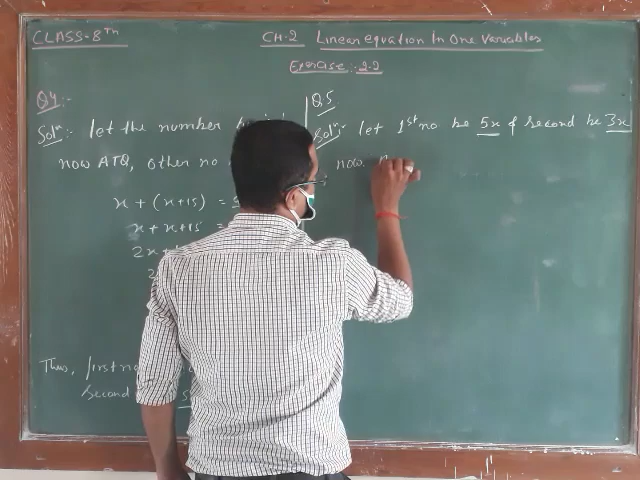 CLASS-8TH
CH-2 Linear equation In One Variables
Exercise:-2.2
Q4:-
Soln:- let the number
now ATQ, other no
x + (x+15) =
x + x+15 =
2x+
2
Thus, first no
second
Q5
Soln:- let 1st no be 5x & second be 3x
now